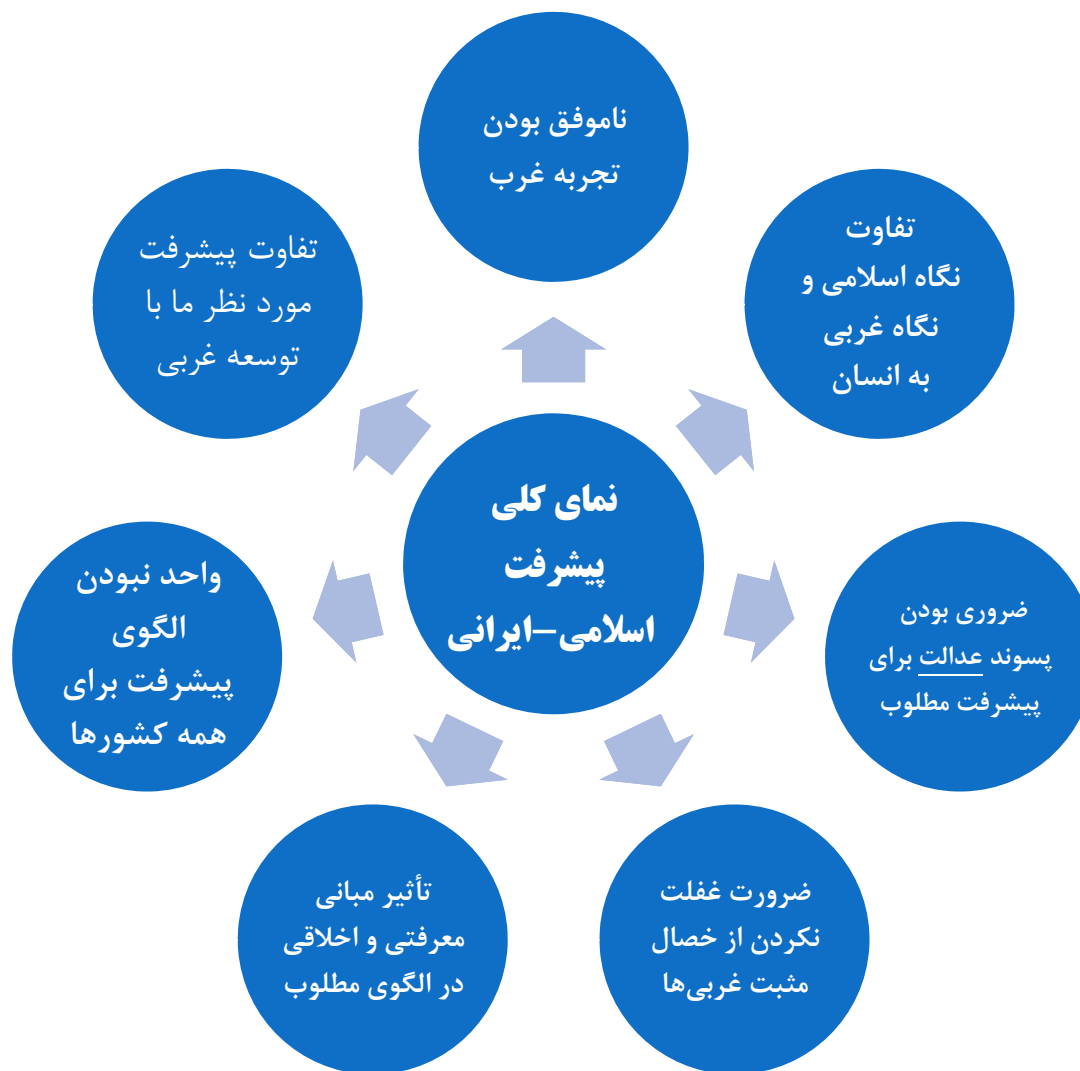 ناموفق بودن
تجربه غرب
تفاوت
نگاه اسلامی و
نگاه غربی
به انسان
تفاوت پیشرفت
مورد نظر ما با
توسعه غربی
نمای کلی
پیشرفت
اسلامی–ایرانی
ضروری بودن
پسوند عدالت برای
پیشرفت مطلوب
واحد نبودن
الگوی
پیشرفت برای
همه کشورها
ضرورت غفلت
نکردن از خصال
مثبت غربی‌ها
تأثیر مبانی
معرفتی و اخلاقی
در الگوی مطلوب